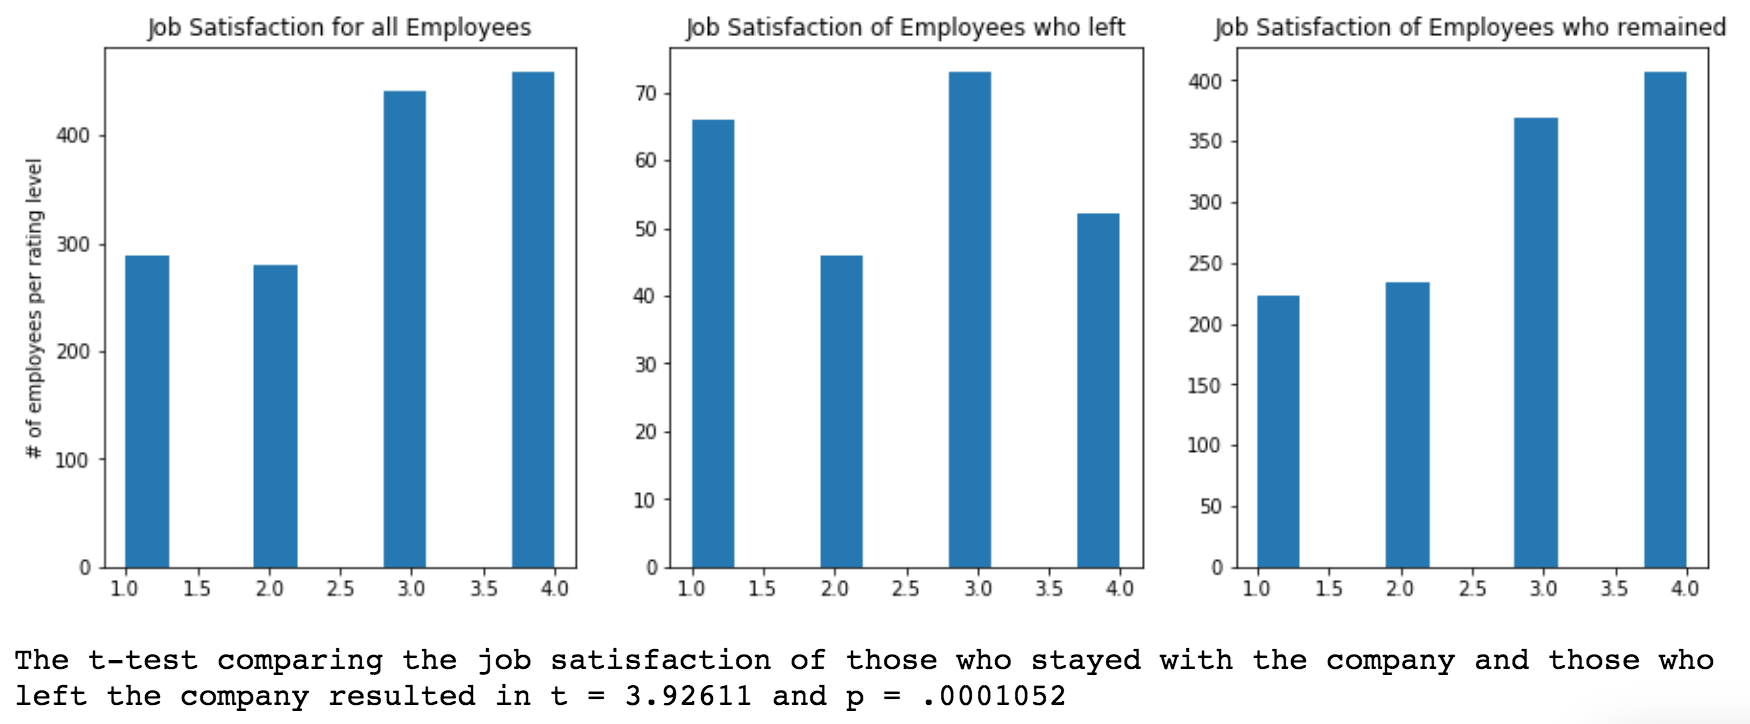 Job Satisfaction for all Employees
# of employees per rating level
400
300
200
100
0
1.0 1.5 2.0 2.5 3.0 3.5 4.0
Job Satisfaction of Employees who left
70
60
50
40
30
20
10
0
1.0 1.5 2.0 2.5 3.0 3.5 4.0
Job Satisfaction of Employees who remained
400
350
300
250
200
150
100
50
0
1.0 1.5 2.0 2.5 3.0 3.5 4.0
The t-test comparing the job satisfaction of those who stayed with the company and those who
left the company resulted in t = 3.92611 and p = .0001052